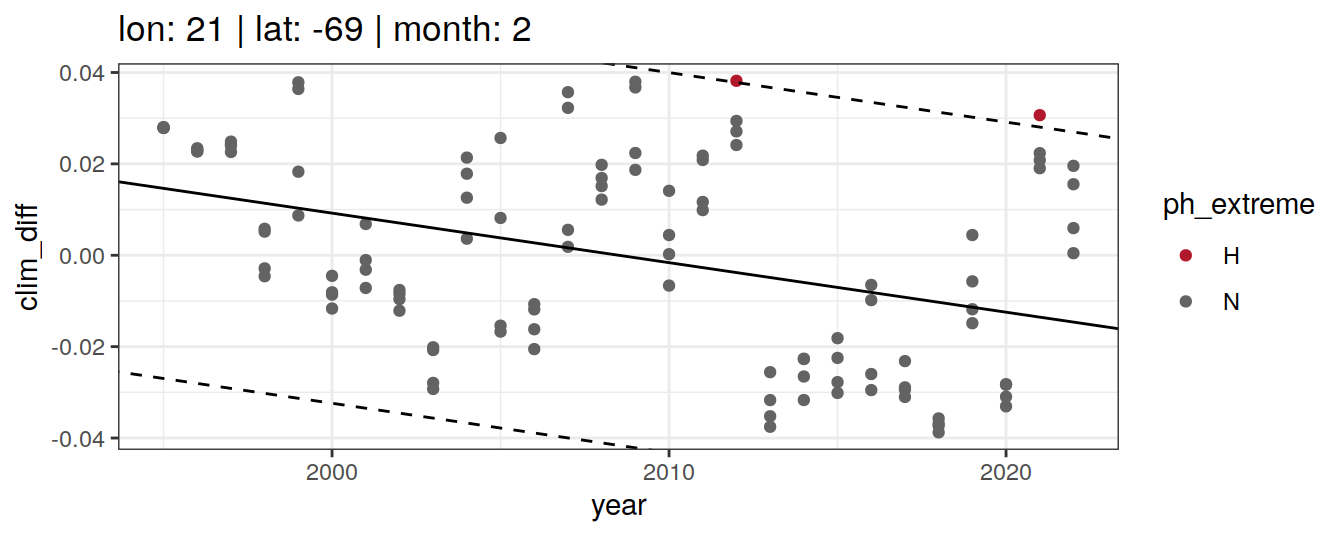 lon: 21 | lat: -69 | month: 2
0.04
0.02
0.00
-0.02
-0.04
clim_diff
2000 2010 2020
year
ph_extreme
H
N